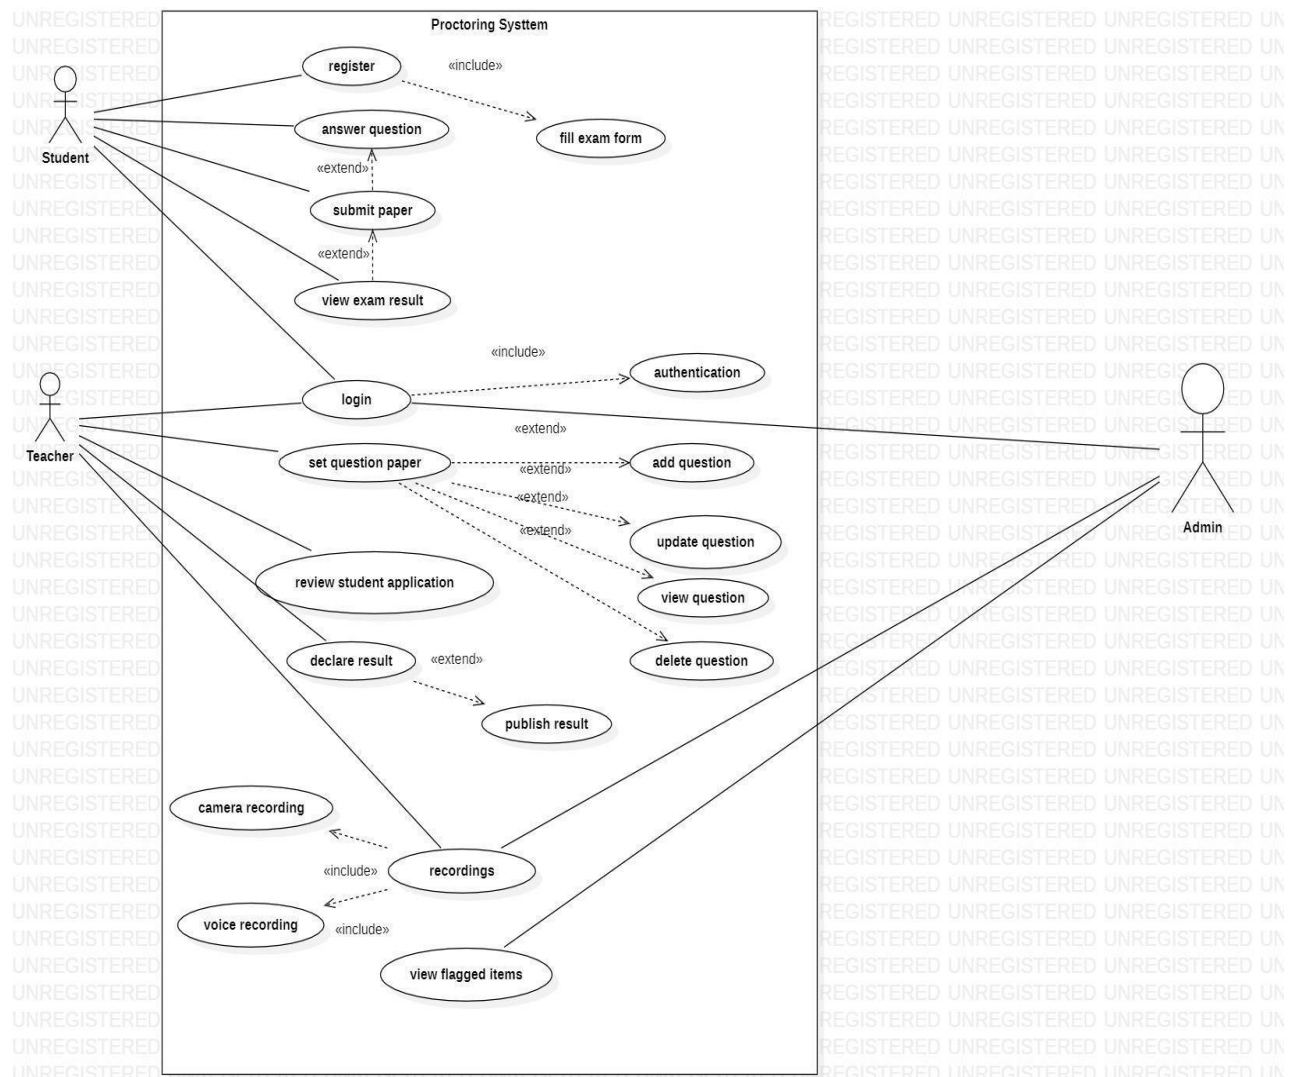 Proctoring Systtem
register
«include»
answer question
fill exam form
Student
«extend»
submit paper
«extend»
view exam result
«include»
authentication
login
Teacher
«extend»
set question paper
add question
«extend»
«extend»
«extend»
update question
Admin
review student application
view question
declare result
«extend»
delete question
publish result
camera recording
recordings
«include»
voice recording
«include»
view flagged items
UNREGISTERED